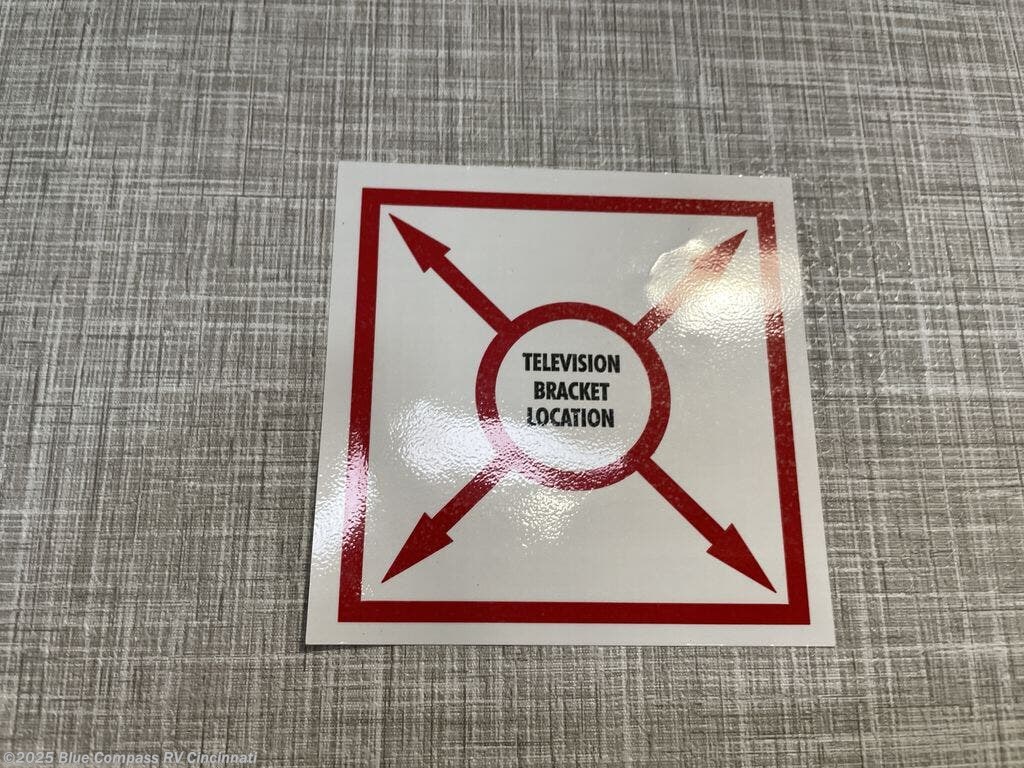 TELEVISION
BRACKET
LOCATION
©2025 Blue Compass RV Cincinnati